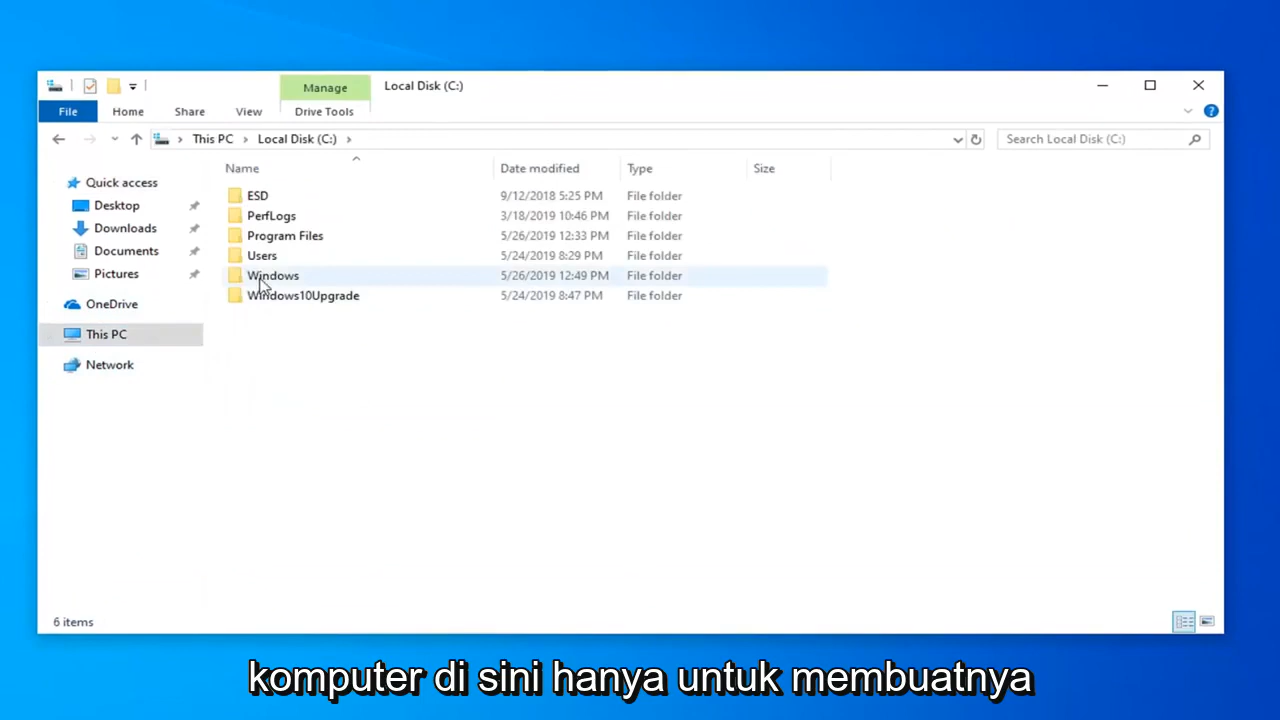 Manage
Local Disk (C:)
File
Home
Share
View
Drive Tools
This PC
Local Disk (C:)
Search Local Disk (C:)
Name
Date modified
Type
Size
Quick access
Desktop
Downloads
Documents
Pictures
OneDrive
This PC
Network
ESD 9/12/2018 5:25 PM File folder
PerfLogs 3/18/2019 10:46 PM File folder
Program Files 5/26/2019 12:33 PM File folder
Users 5/24/2019 8:29 PM File folder
Windows 5/26/2019 12:49 PM File folder
Windows10Upgrade 5/24/2019 8:47 PM File folder
6 items
komputer di sini hanya untuk membuatnya